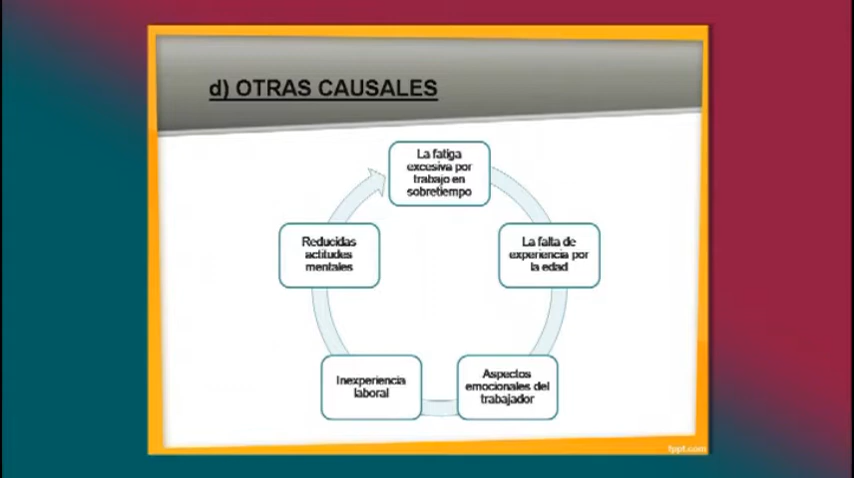 d) OTRAS CAUSALES
La fatiga
excesiva por
trabajo en
sobretiempo
La falta de
experiencia por
la edad
Aspectos
emocionales del
trabajador
Inexperiencia
laboral
Reducidas
actitudes
mentales
fppt.com